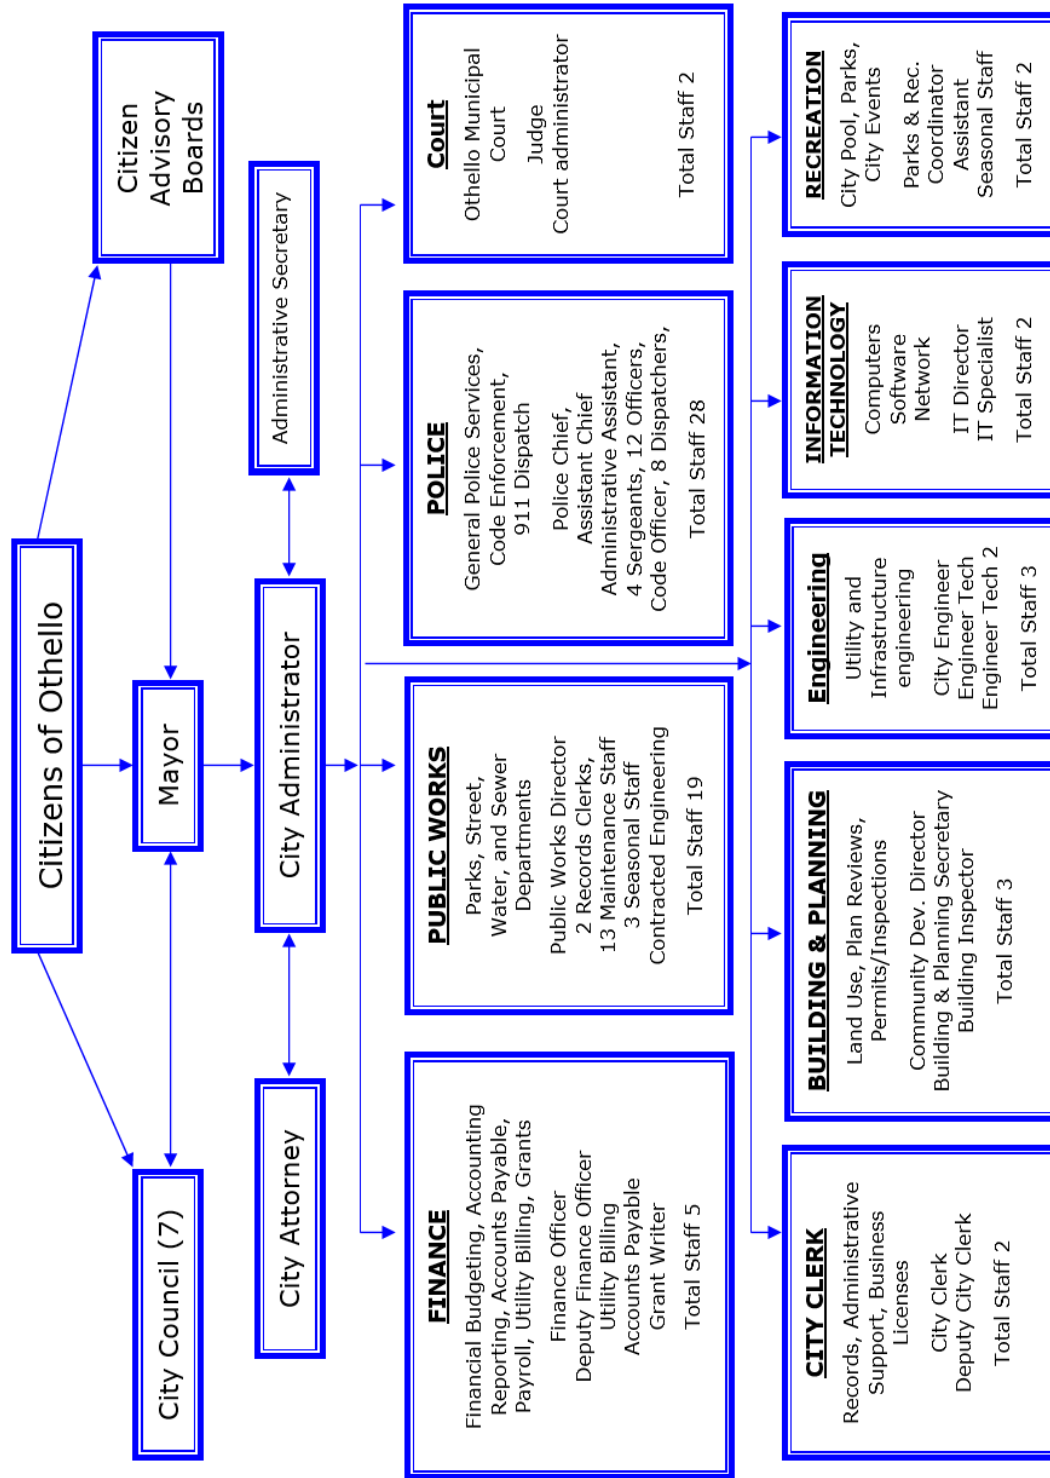 Citizens of Othello
Citizen
Advisory
Boards
City Council (7)
Mayor
City Attorney
City Administrator
Administrative Secretary
FINANCE
Financial Budgeting, Accounting
Reporting, Accounts Payable,
Payroll, Utility Billing, Grants
Finance Officer
Deputy Finance Officer
Utility Billing
Accounts Payable
Grant Writer
Total Staff 5
PUBLIC WORKS
Parks, Street,
Water, and Sewer
Departments
Public Works Director
2 Records Clerks,
13 Maintenance Staff
3 Seasonal Staff
Contracted Engineering
Total Staff 19
POLICE
General Police Services,
Code Enforcement,
911 Dispatch
Police Chief,
Assistant Chief
Administrative Assistant,
4 Sergeants, 12 Officers,
Code Officer, 8 Dispatchers,
Total Staff 28
Court
Othello Municipal
Court
Judge
Court administrator
Total Staff 2
CITY CLERK
Records, Administrative
Support, Business
Licenses
City Clerk
Deputy City Clerk
Total Staff 2
BUILDING & PLANNING
Land Use, Plan Reviews,
Permits/Inspections
Community Dev. Director
Building & Planning Secretary
Building Inspector
Total Staff 3
Engineering
Utility and
Infrastructure
engineering
City Engineer
Engineer Tech
Engineer Tech 2
Total Staff 3
INFORMATION
TECHNOLOGY
Computers
Software
Network
IT Director
IT Specialist
Total Staff 2
RECREATION
City Pool, Parks,
City Events
Parks & Rec.
Coordinator
Assistant
Seasonal Staff
Total Staff 2